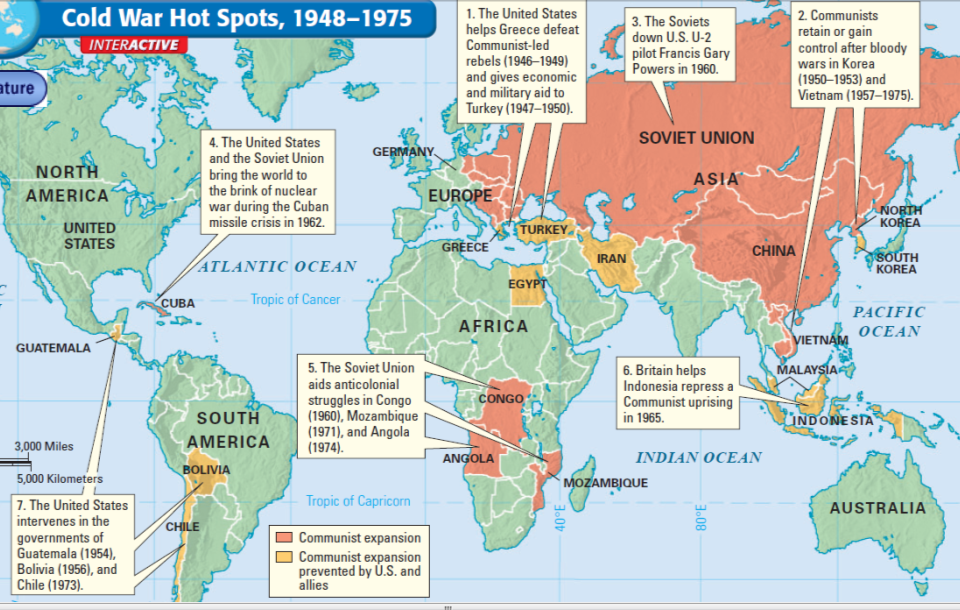 Cold War Hot Spots, 1948–1975
INTERACTIVE
ature
1. The United States
helps Greece defeat
Communist-led
rebels (1946–1949)
and gives economic
and military aid to
Turkey (1947–1950).
3. The Soviets
down U.S. U-2
pilot Francis Gary
Powers in 1960.
2. Communists
retain or gain
control after bloody
wars in Korea
(1950–1953) and
Vietnam (1957–1975).
4. The United States
and the Soviet Union
bring the world to
the brink of nuclear
war during the Cuban
missile crisis in 1962.
NORTH
AMERICA
UNITED
STATES
GERMANY
EUROPE
SOVIET UNION
ASIA
GREECE
TURKEY
IRAN
CHINA
NORTH
KOREA
SOUTH
KOREA
ATLANTIC OCEAN
EGYPT
CUBA
Tropic of Cancer
C
PACIFIC
OCEAN
AFRICA
GUATEMALA
VIETNAM
MALAYSIA
5. The Soviet Union
aids anticolonial
struggles in Congo
(1960), Mozambique
(1971), and Angola
(1974).
6. Britain helps
Indonesia repress a
Communist uprising
in 1965.
CONGO
SOUTH
AMERICA
INDONESIA
3,000 Miles
5,000 Kilometers
BOLIVIA
ANGOLA
MOZAMBIQUE
INDIAN OCEAN
Tropic of Capricorn
7. The United States
intervenes in the
governments of
Guatemala (1954),
Bolivia (1956), and
Chile (1973).
CHILE
40°E
80°E
AUSTRALIA
Communist expansion
Communist expansion
prevented by U.S. and
allies